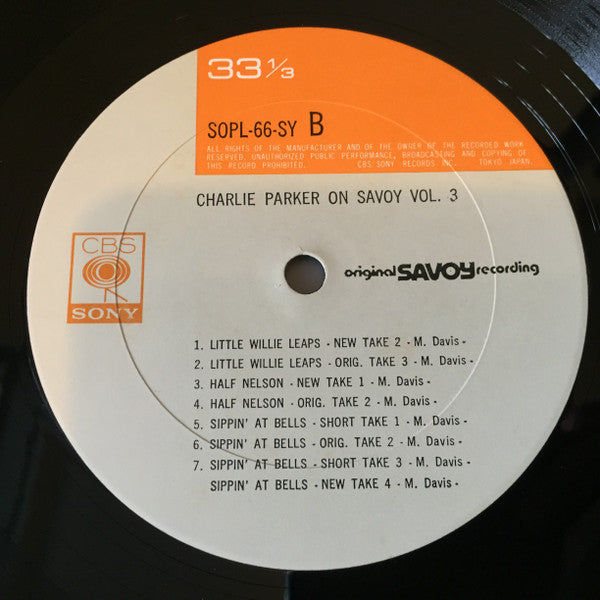 33 1/3
SOPL-66-SY B
ALL RIGHTS OF THE MANUFACTURER AND OF THE OWNER OF THE RECORDED WORK
RESERVED. UNAUTHORIZED PUBLIC PERFORMANCE, BROADCASTING AND COPYING OF
THIS RECORD PROHIBITED. CBS/SONY RECORDS INC. TOKYO JAPAN.
CHARLIE PARKER ON SAVOY VOL. 3
CBS
SONY
original SAVOY recording
1. LITTLE WILLIE LEAPS - NEW TAKE 2 - M. Davis -
2. LITTLE WILLIE LEAPS - ORIG. TAKE 3 - M. Davis -
3. HALF NELSON - NEW TAKE 1 - M. Davis -
4. HALF NELSON - ORIG. TAKE 2 - M. Davis -
5. SIPPIN' AT BELLS - SHORT TAKE 1 - M. Davis -
6. SIPPIN' AT BELLS - ORIG. TAKE 2 - M. Davis -
7. SIPPIN' AT BELLS - SHORT TAKE 3 - M. Davis -
SIPPIN' AT BELLS - NEW TAKE 4 - M. Davis -